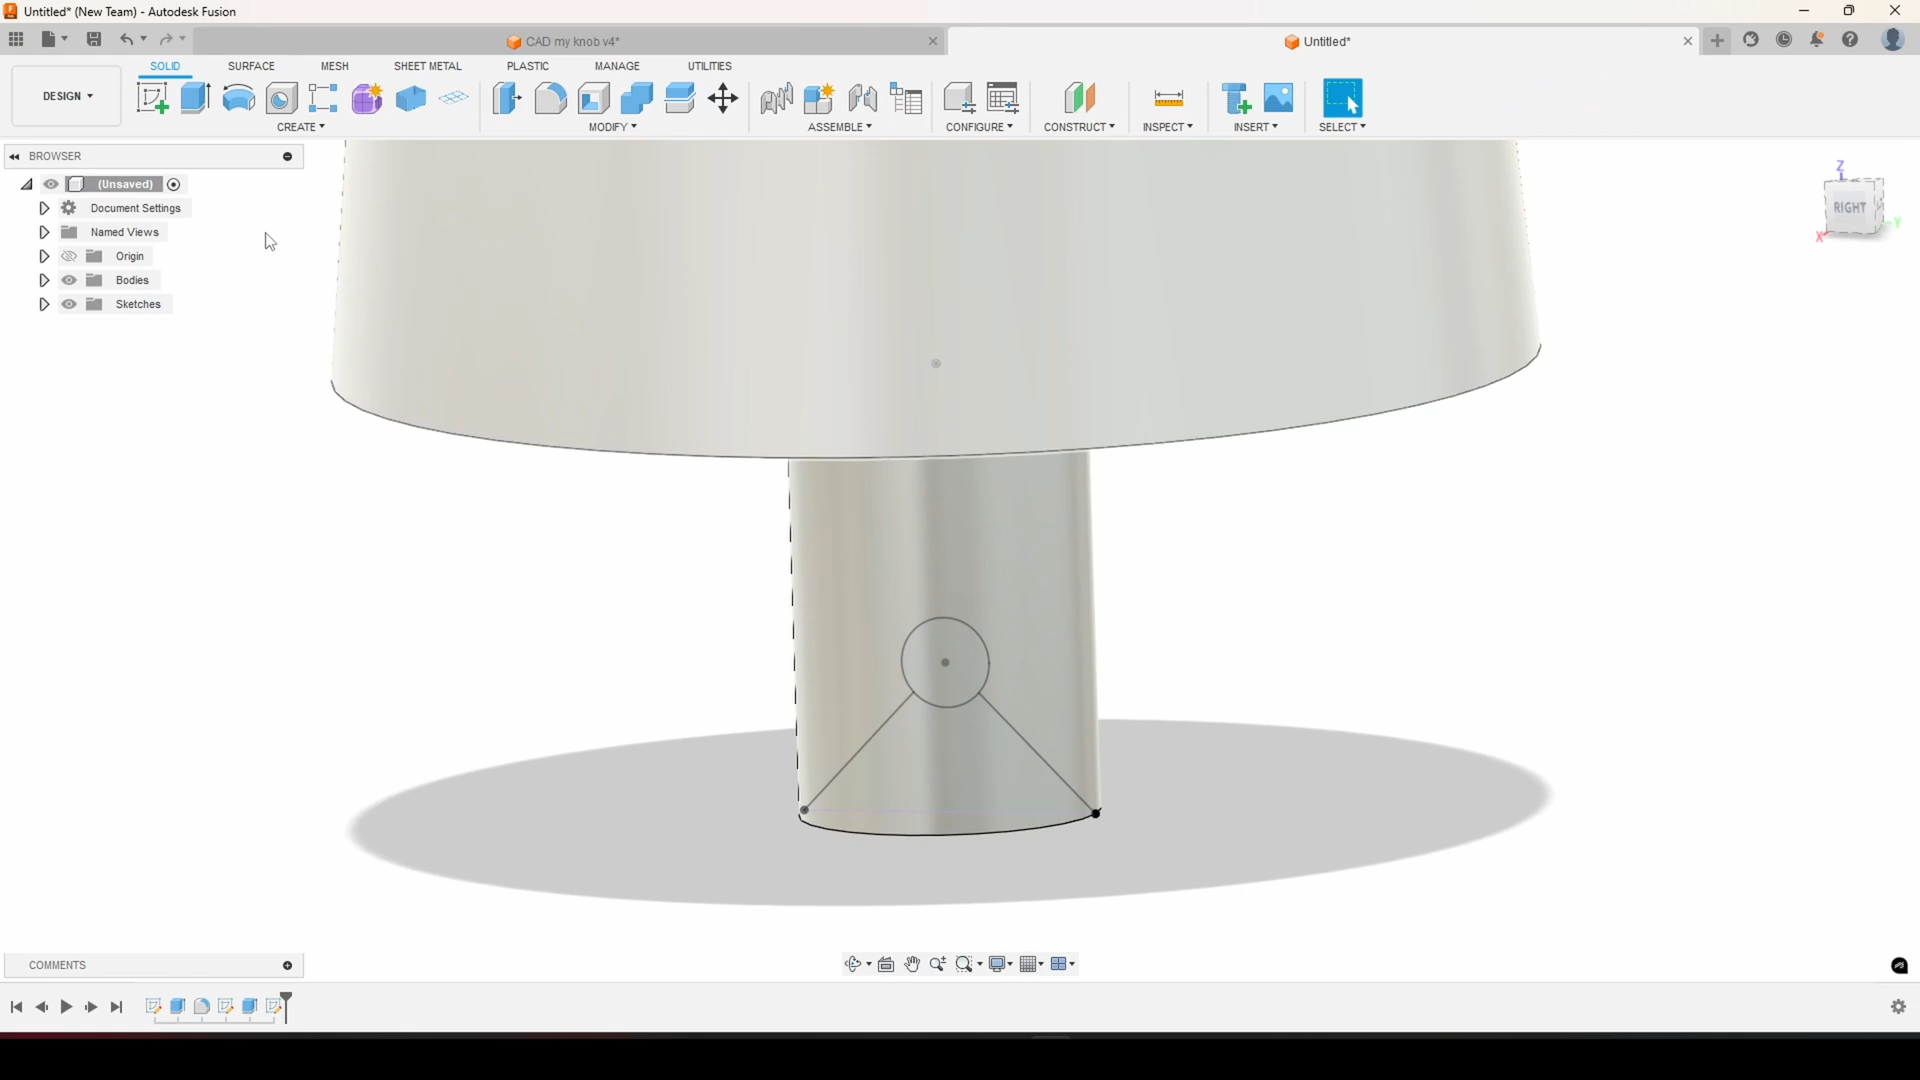 Untitled* (New Team) - Autodesk Fusion
CAD my knob v4*
Untitled*
DESIGN
SOLID
SURFACE
MESH
SHEET METAL
PLASTIC
MANAGE
UTILITIES
CREATE
MODIFY
ASSEMBLE
CONFIGURE
CONSTRUCT
INSPECT
INSERT
SELECT
BROWSER
(Unsaved)
Document Settings
Named Views
Origin
Bodies
Sketches
Z
RIGHT
X
Y
COMMENTS